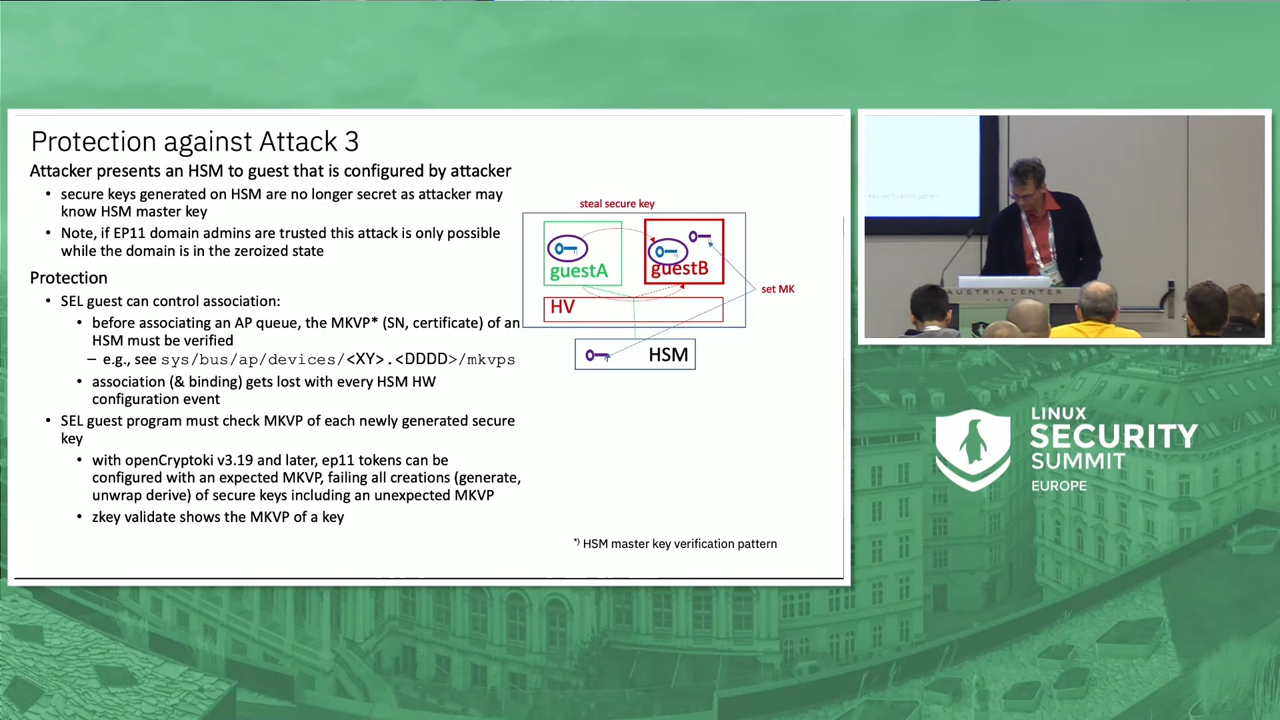 Protection against Attack 3
Attacker presents an HSM to guest that is configured by attacker
• secure keys generated on HSM are no longer secret as attacker may
know HSM master key
• Note, if EP11 domain admins are trusted this attack is only possible
while the domain is in the zeroized state
Protection
• SEL guest can control association:
• before associating an AP queue, the MKVP* (SN, certificate) of an
HSM must be verified
– e.g., see sys/bus/ap/devices/<XY>.<DDDD>/mkvps
• association (& binding) gets lost with every HSM HW
configuration event
• SEL guest program must check MKVP of each newly generated secure
key
• with openCryptoki v3.19 and later, ep11 tokens can be
configured with an expected MKVP, failing all creations (generate,
unwrap derive) of secure keys including an unexpected MKVP
• zkey validate shows the MKVP of a key
steal secure key
guestA
guestB
HV
set MK
HSM
*) HSM master key verification pattern
AUSTRIA CENTER
LINUX
SECURITY
SUMMIT
EUROPE